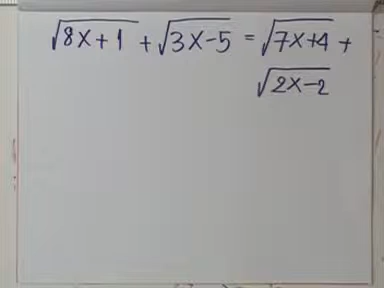 √8x+1 + √3x-5 = √7x+4 +
√2x-2